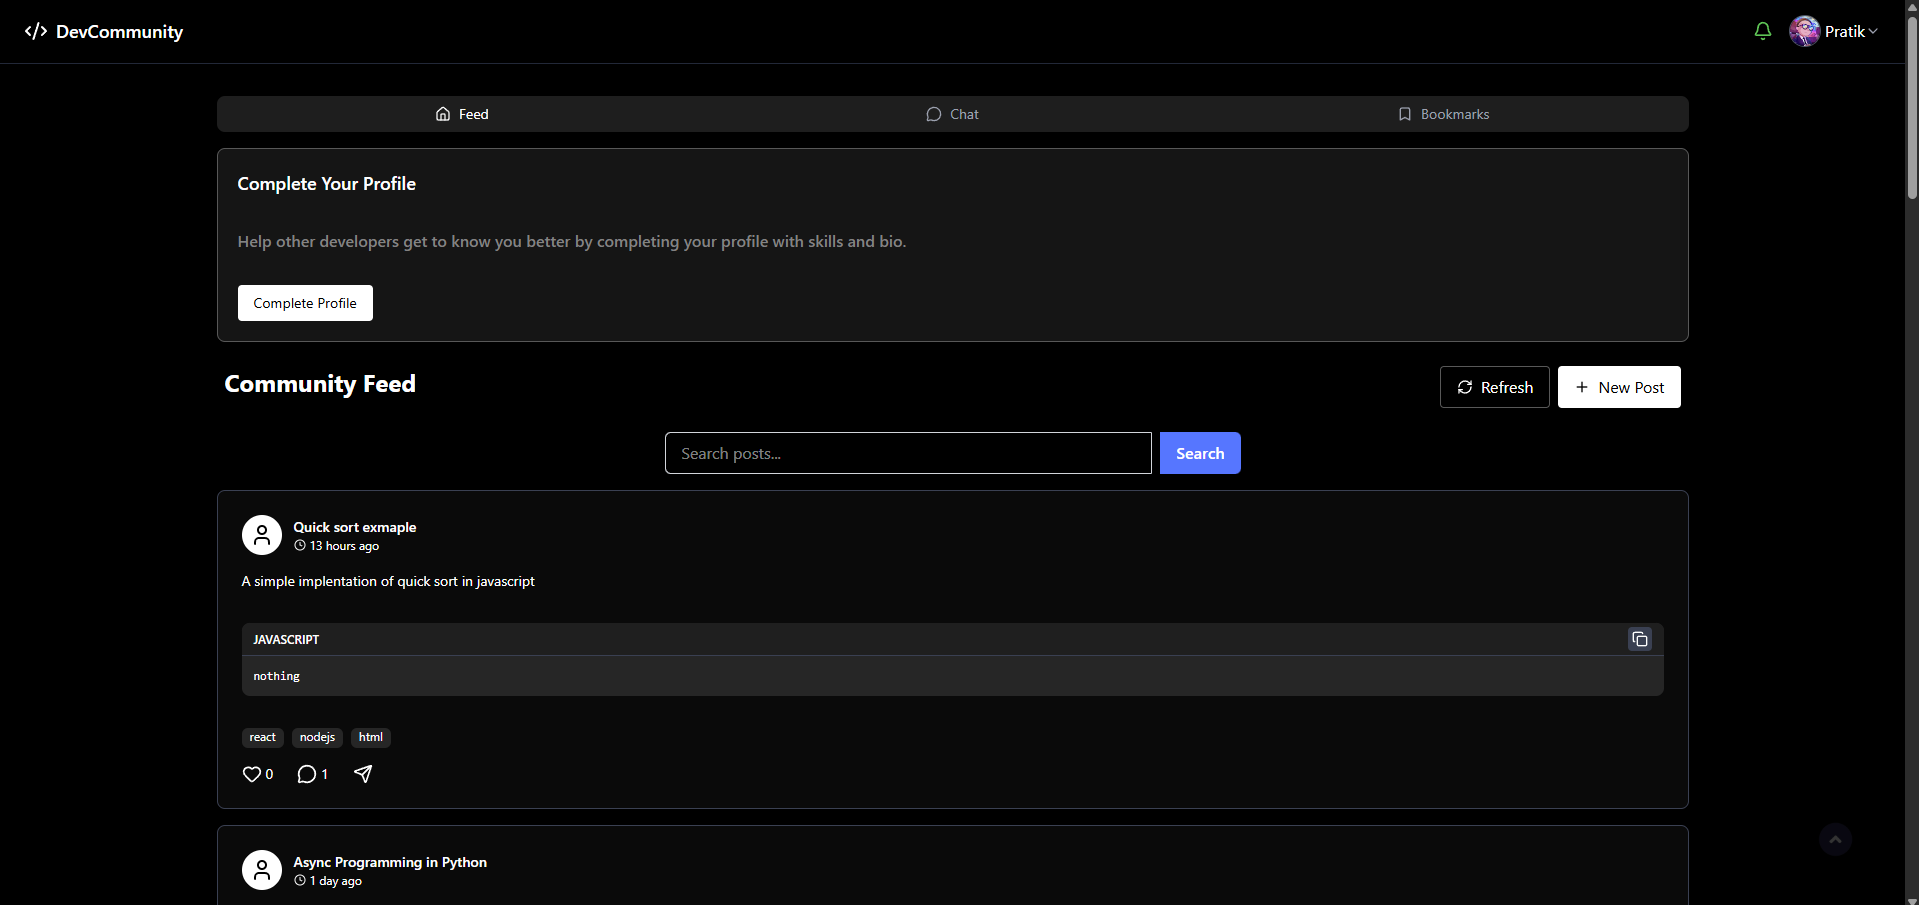 DevCommunity
Pratik
Feed
Chat
Bookmarks
Complete Your Profile
Help other developers get to know you better by completing your profile with skills and bio.
Complete Profile
Community Feed
Refresh
New Post
Search posts...
Search
Quick sort exmaple
13 hours ago
A simple implentation of quick sort in javascript
JAVASCRIPT
nothing
react nodejs html
0 1
Async Programming in Python
1 day ago